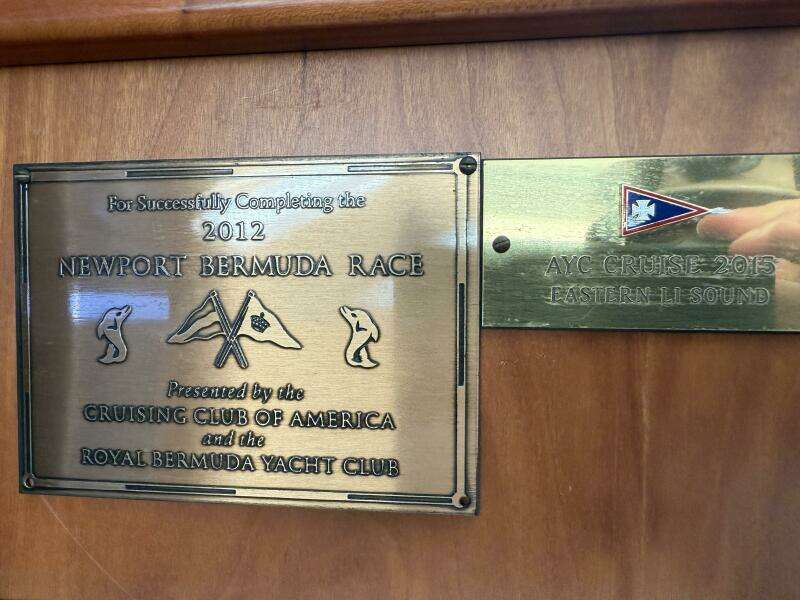 For Successfully Completing the
2012
NEWPORT BERMUDA RACE
Presented by the
CRUISING CLUB OF AMERICA
and the
ROYAL BERMUDA YACHT CLUB
AYC CRUISE 2015
EASTERN LI SOUND